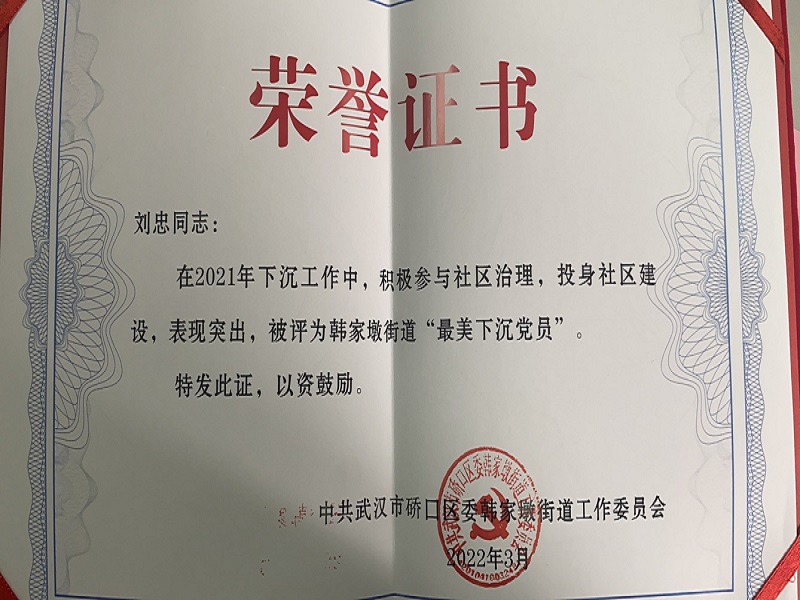 荣誉证书
刘忠同志：
在2021年下沉工作中，积极参与社区治理，投身社区建
设，表现突出，被评为韩家墩街道“最美下沉党员”。
特发此证，以资鼓励。
中共武汉市硚口区委韩家墩街道工作委员会
2022年3月